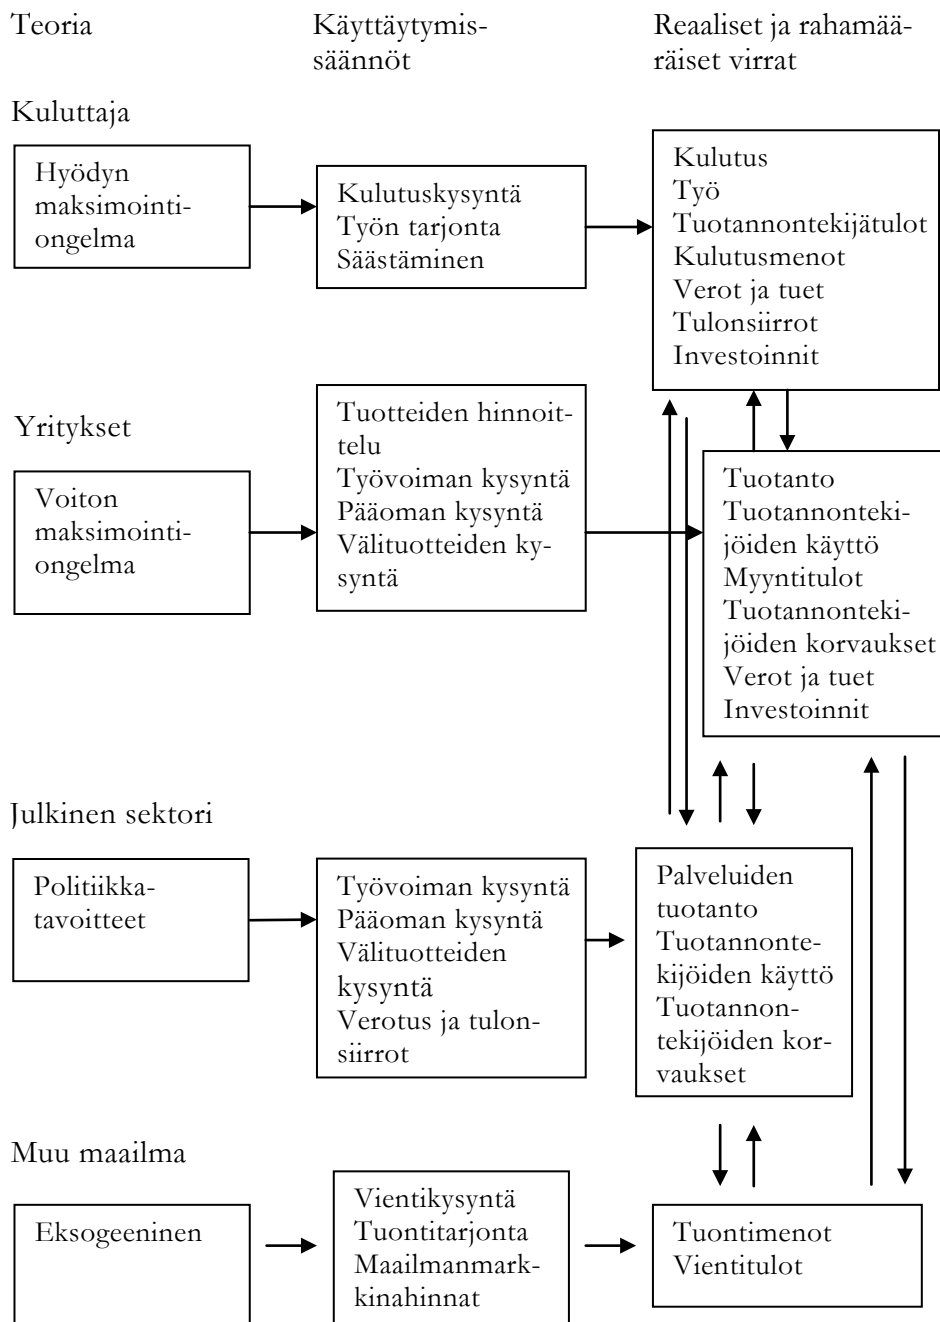 Teoria
Käyttäytymis-
säännöt
Reaaliset ja rahamää-
räiset virrat
Kuluttaja
Hyödyn
maksimointi-
ongelma
Kulutuskysyntä
Työn tarjonta
Säästäminen
Kulutus
Työ
Tuotannontekijätulot
Kulutusmenot
Verot ja tuet
Tulonsiirrot
Investoinnit
Yritykset
Voiton
maksimointi-
ongelma
Tuotteiden hinnoit-
telu
Työvoiman kysyntä
Pääoman kysyntä
Välituotteiden ky-
syntä
Tuotanto
Tuotannonteki-
jöiden käyttö
Myyntitulot
Tuotannonteki-
jöiden korvaukset
Verot ja tuet
Investoinnit
Julkinen sektori
Politiikka-
tavoitteet
Työvoiman kysyntä
Pääoman kysyntä
Välituotteiden
kysyntä
Verotus ja tulon-
siirrot
Palveluiden
tuotanto
Tuotannonte-
kijöiden käyttö
Tuotannon-
tekijöiden kor-
vaukset
Muu maailma
Eksogeeninen
Vientikysyntä
Tuontitarjonta
Maailmanmark-
kinahinnat
Tuontimenot
Vientitulot